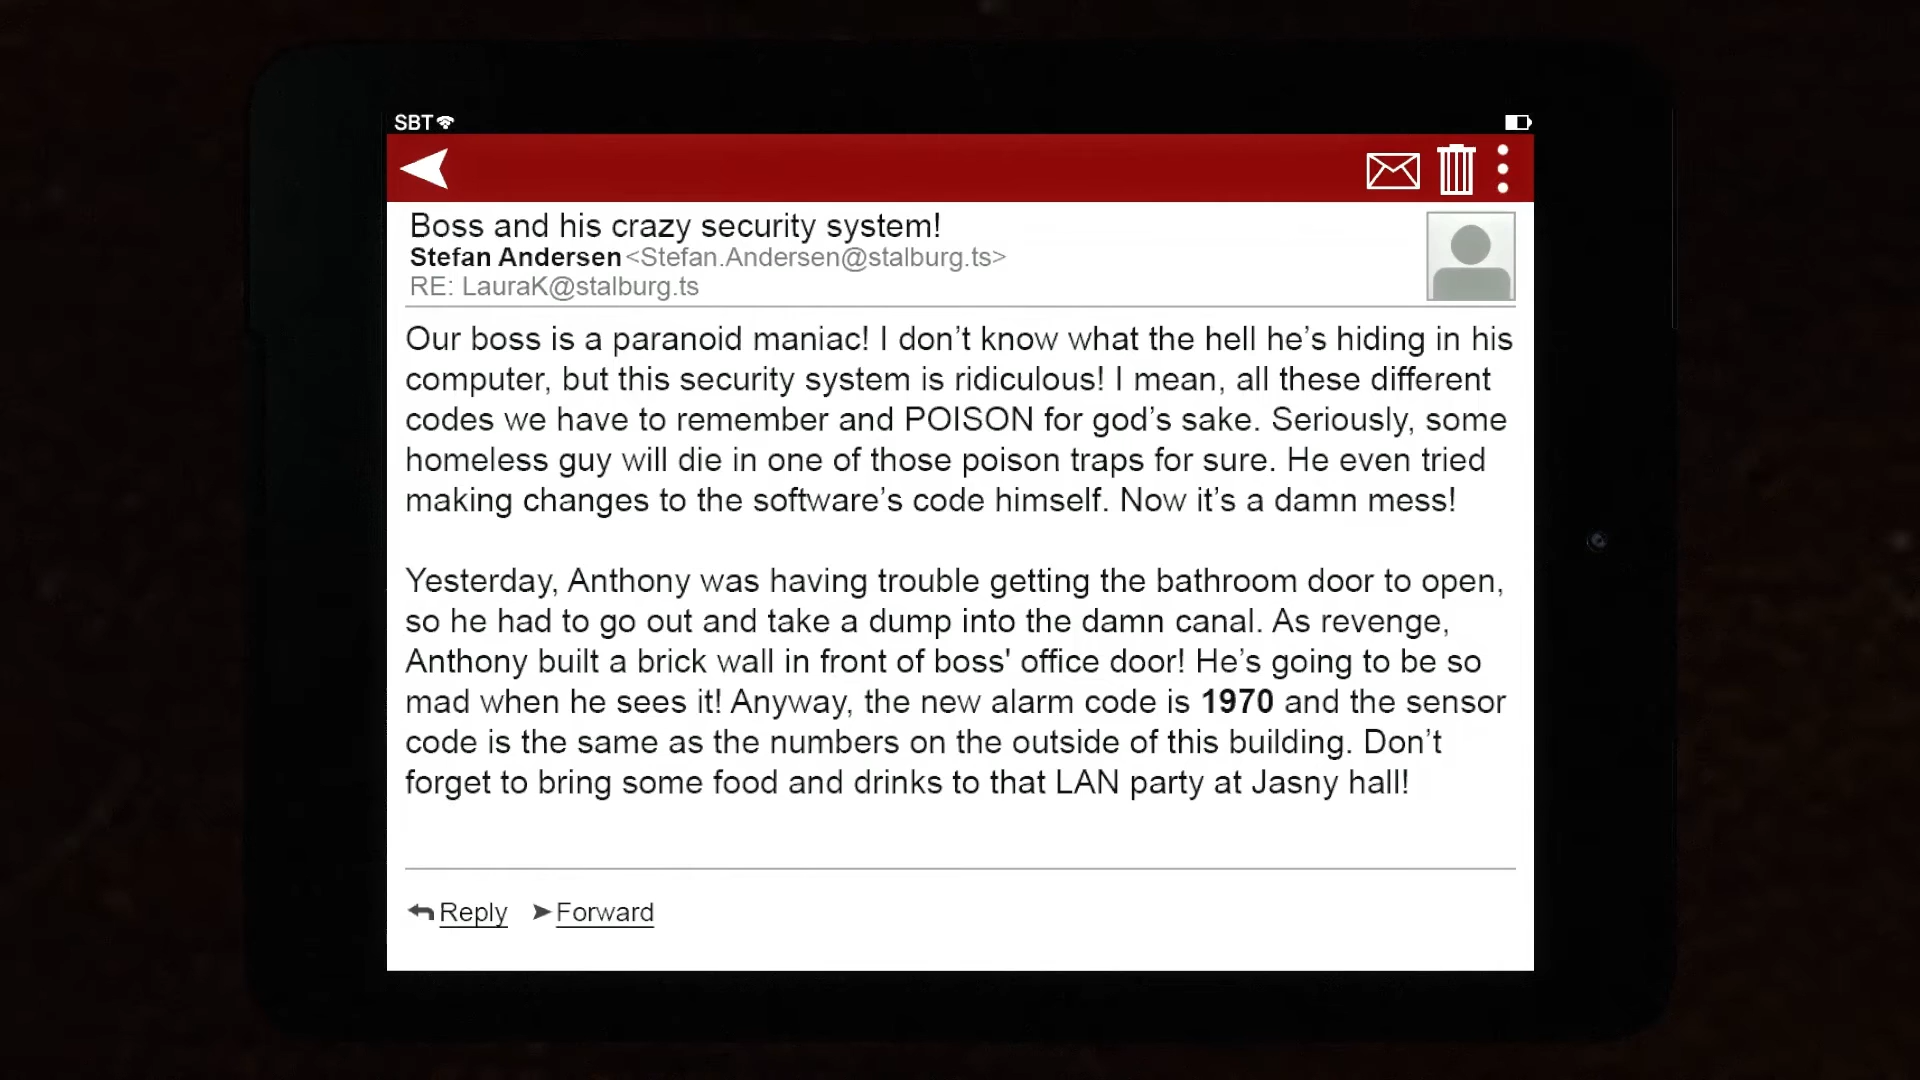 SBT
Boss and his crazy security system!
Stefan Andersen <Stefan.Andersen@stalburg.ts>
RE: LauraK@stalburg.ts
Our boss is a paranoid maniac! I don’t know what the hell he’s hiding in his
computer, but this security system is ridiculous! I mean, all these different
codes we have to remember and POISON for god’s sake. Seriously, some
homeless guy will die in one of those poison traps for sure. He even tried
making changes to the software’s code himself. Now it’s a damn mess!
Yesterday, Anthony was having trouble getting the bathroom door to open,
so he had to go out and take a dump into the damn canal. As revenge,
Anthony built a brick wall in front of boss' office door! He’s going to be so
mad when he sees it! Anyway, the new alarm code is 1970 and the sensor
code is the same as the numbers on the outside of this building. Don’t
forget to bring some food and drinks to that LAN party at Jasny hall!
Reply Forward